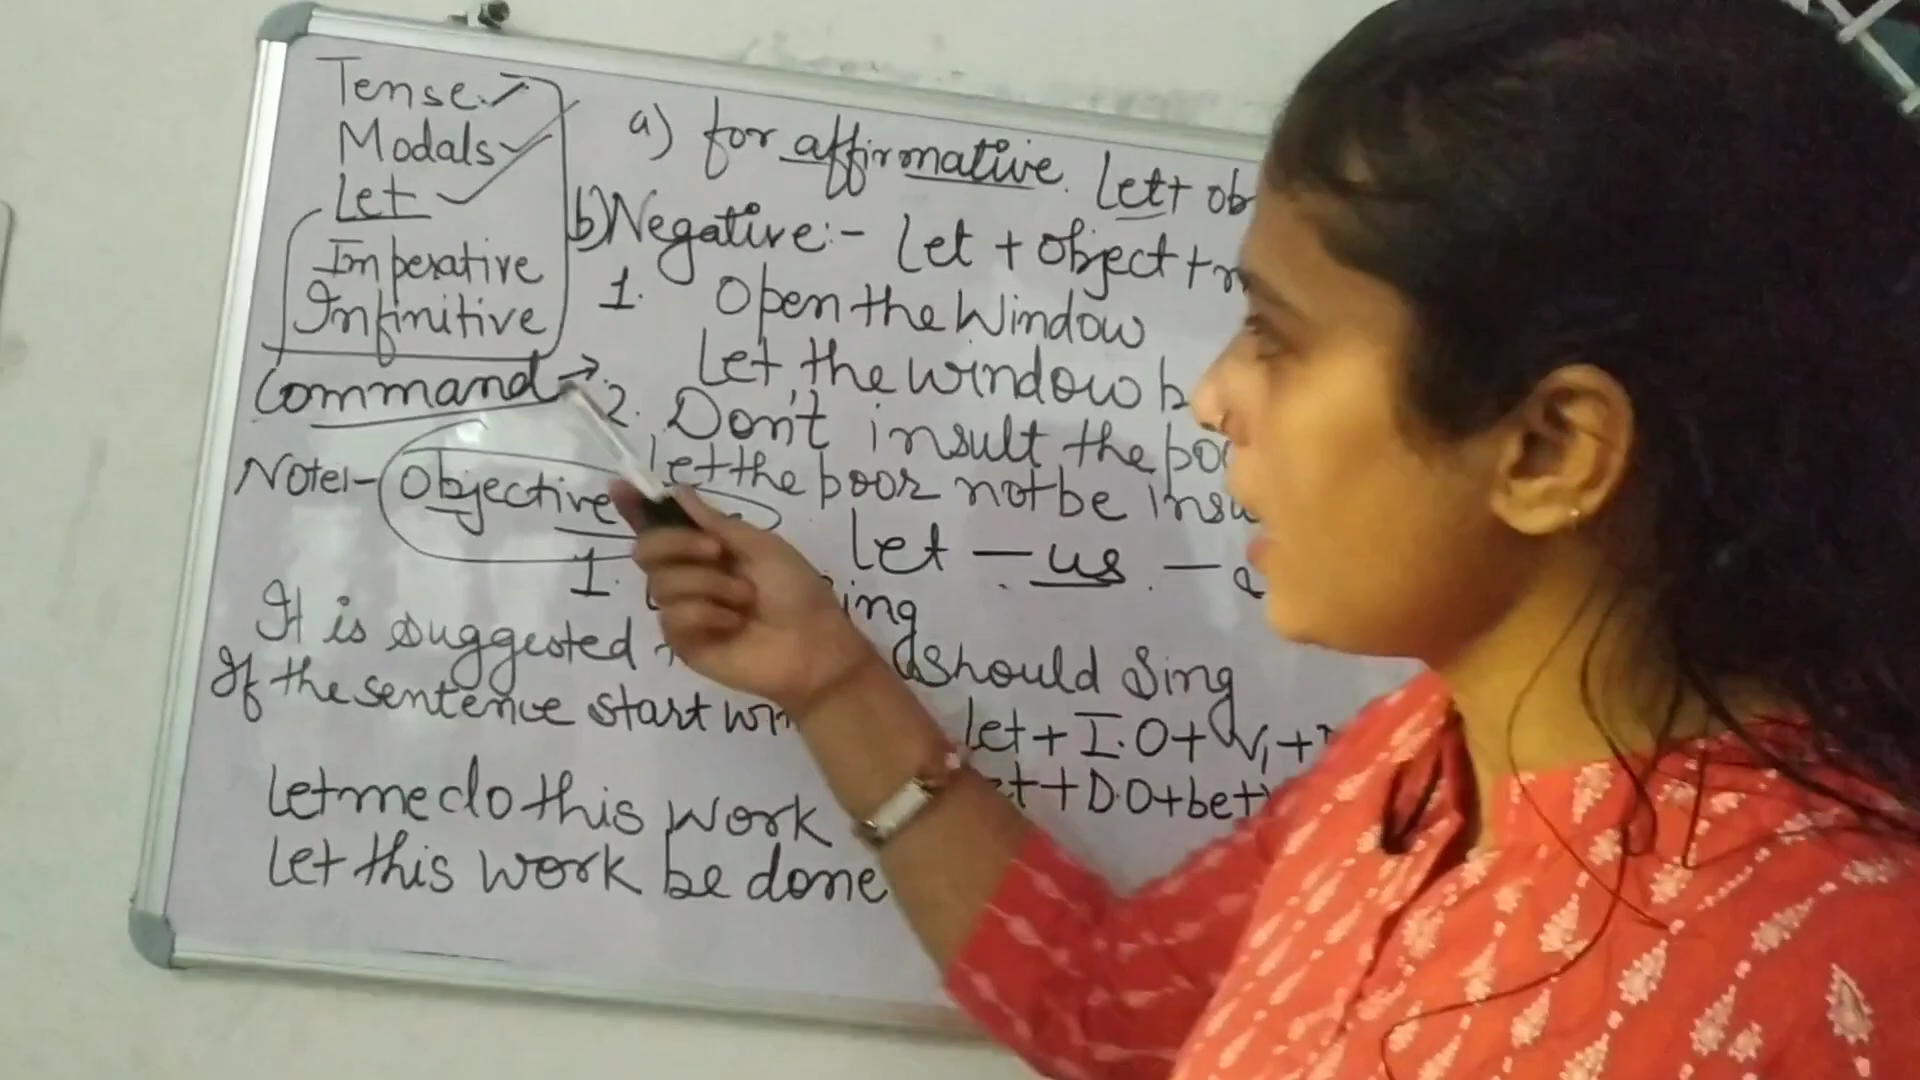 Tense
Modals
Let
Imperative
Infinitive
Command →
a) for affirmative. Let + ob
b) Negative :- Let + object + n
1. Open the Window
Let the window b
2. Don't insult the po
Let the poor not be insu
Note:- Objective
Let - us -
1.
It is suggested should Sing
If the sentence start
let + I.O + V1 +
+ D.O + be +
Let me do this work
Let this work be done